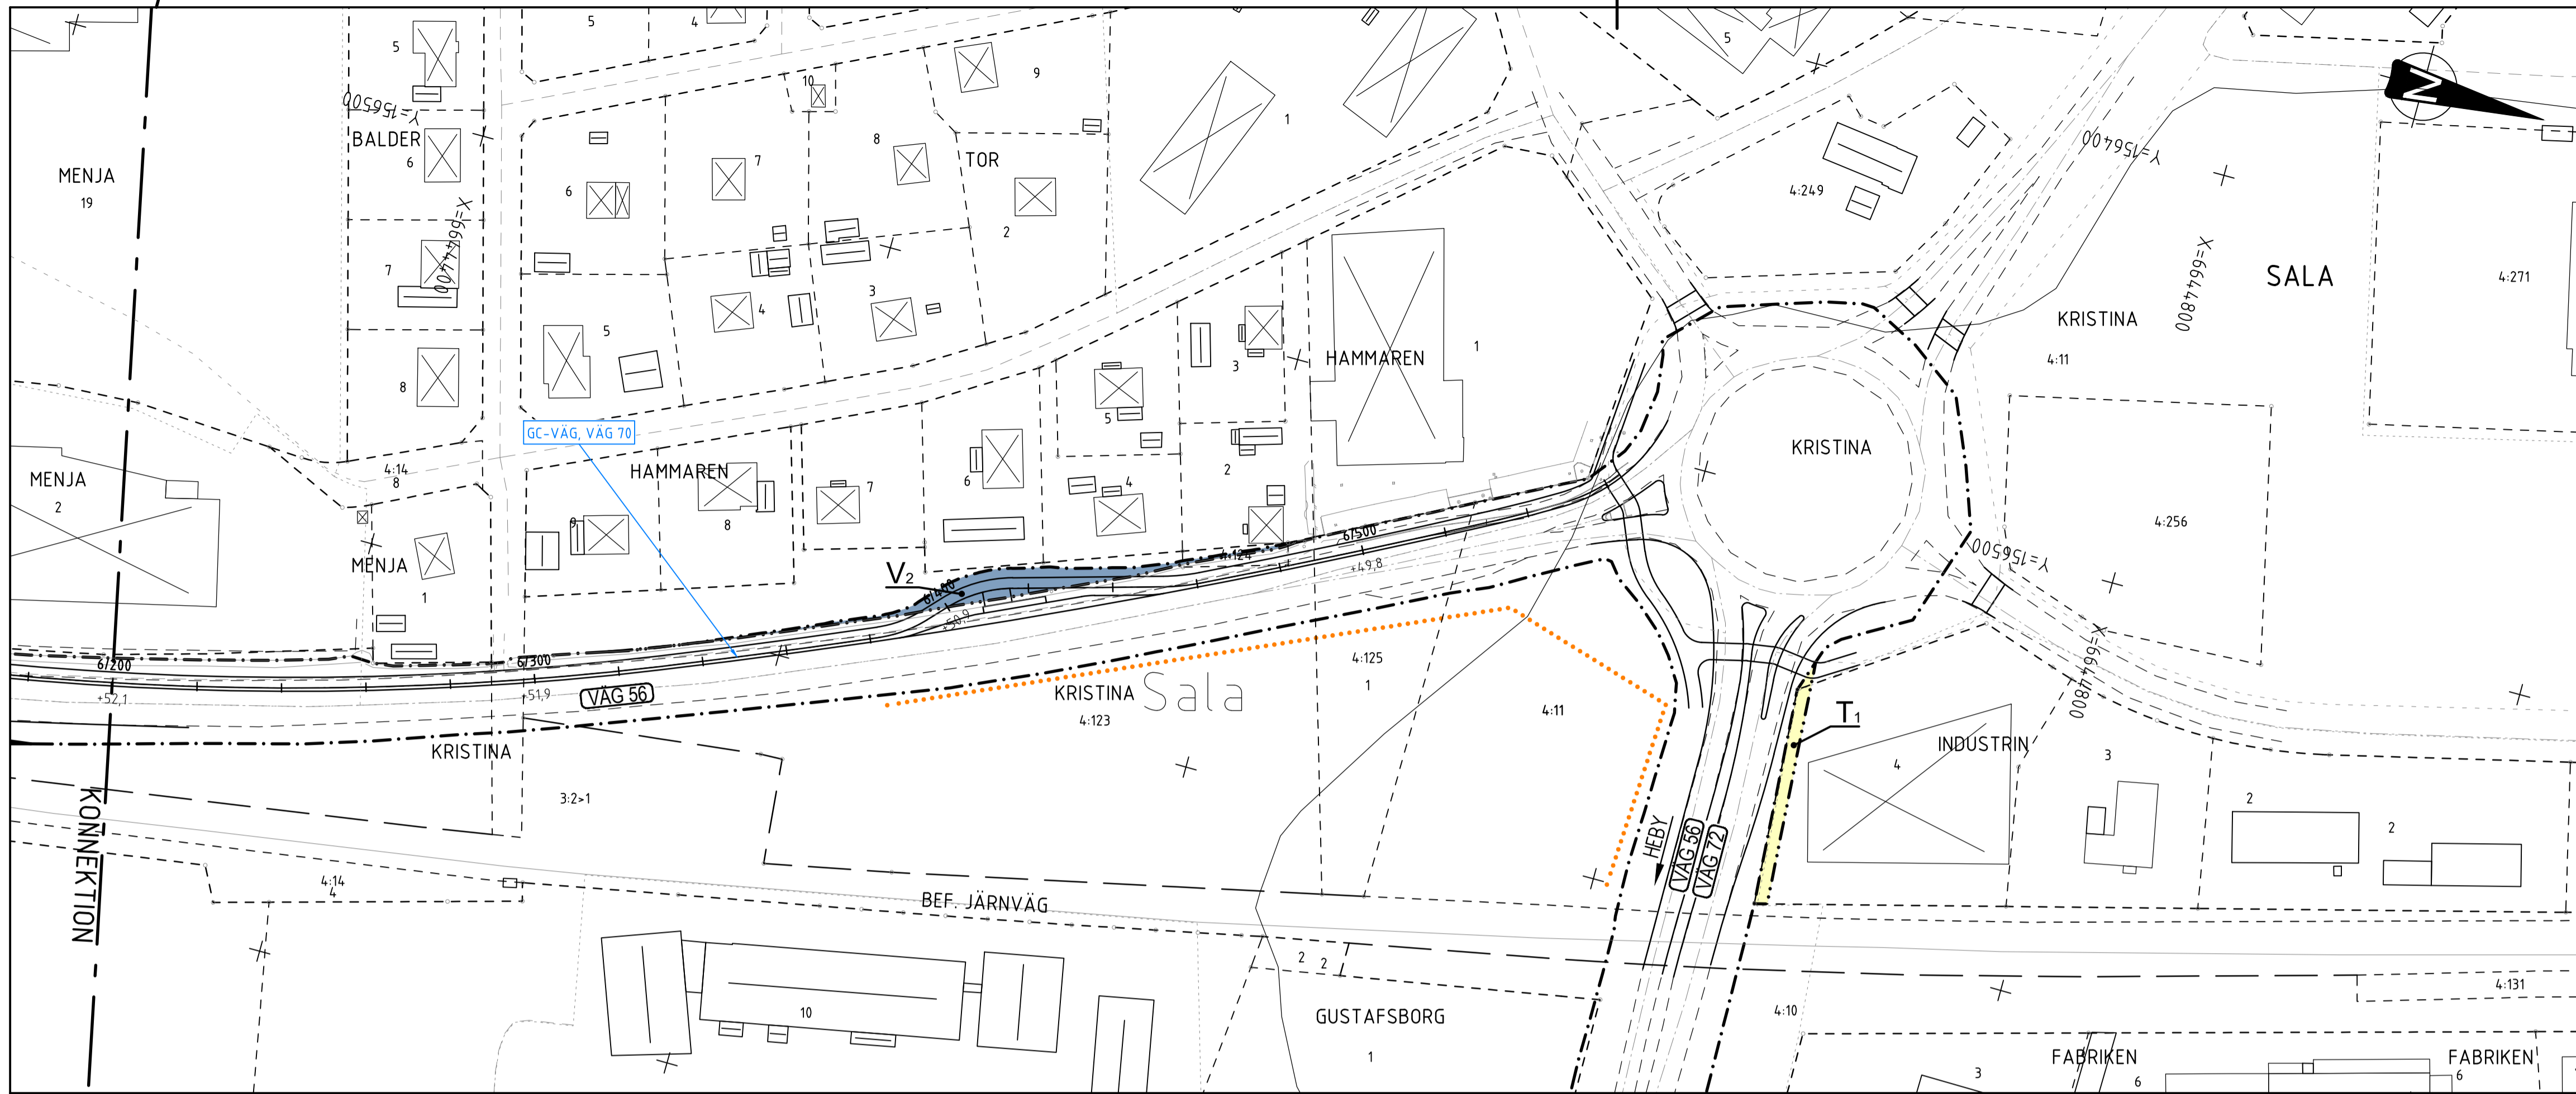 5
4
5
5
BALDER
Y=156500
6
7
X=6644400
8
MENJA
19
10
9
8
7
TOR
6
2
1
5
4
3
N
Y=156400
4:249
X=6644800
SALA
4:271
KRISTINA
4:11
HAMMAREN
1
3
5
2
4
GC-VÄG, VÄG 70
HAMMAREN
9
8
7
6
4:14
8
MENJA
2
MENJA
1
KRISTINA
4:256
Y=156500
X=6644800
V2
6/200
6/300
6/400
6/500
4:124
+52,1
+51,9
+50,9
+49,8
VÄG 56
KRISTINA
4:123
Sala
4:125
1
4:11
KRISTINA
3:2>1
KONNEKTION
4:14
4
BEF. JÄRNVÄG
HEBY
VÄG 56
VÄG 72
T1
INDUSTRIN
4
3
2
2
10
2
2
GUSTAFSBORG
1
4:10
4:131
FABRIKEN
3
6
FABRIKEN
6